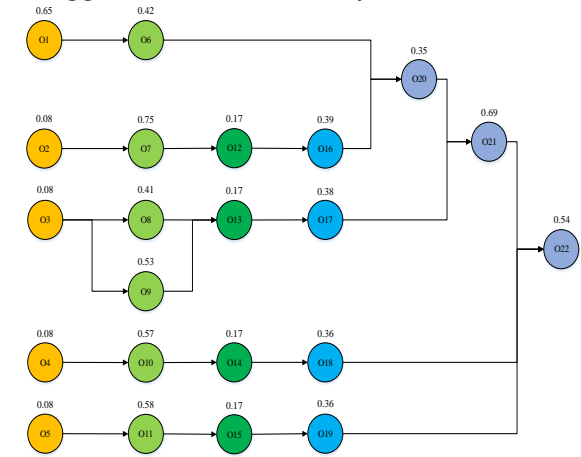 0.65 0.42
O1 O6
0.35
O20
0.08 0.75 0.17 0.39 0.69
O2 O7 O12 O16 O21
0.08 0.41 0.17 0.38
O3 O8 O13 O17
0.54
O22
0.53
O9
0.08 0.57 0.17 0.36
O4 O10 O14 O18
0.08 0.58 0.17 0.36
O5 O11 O15 O19